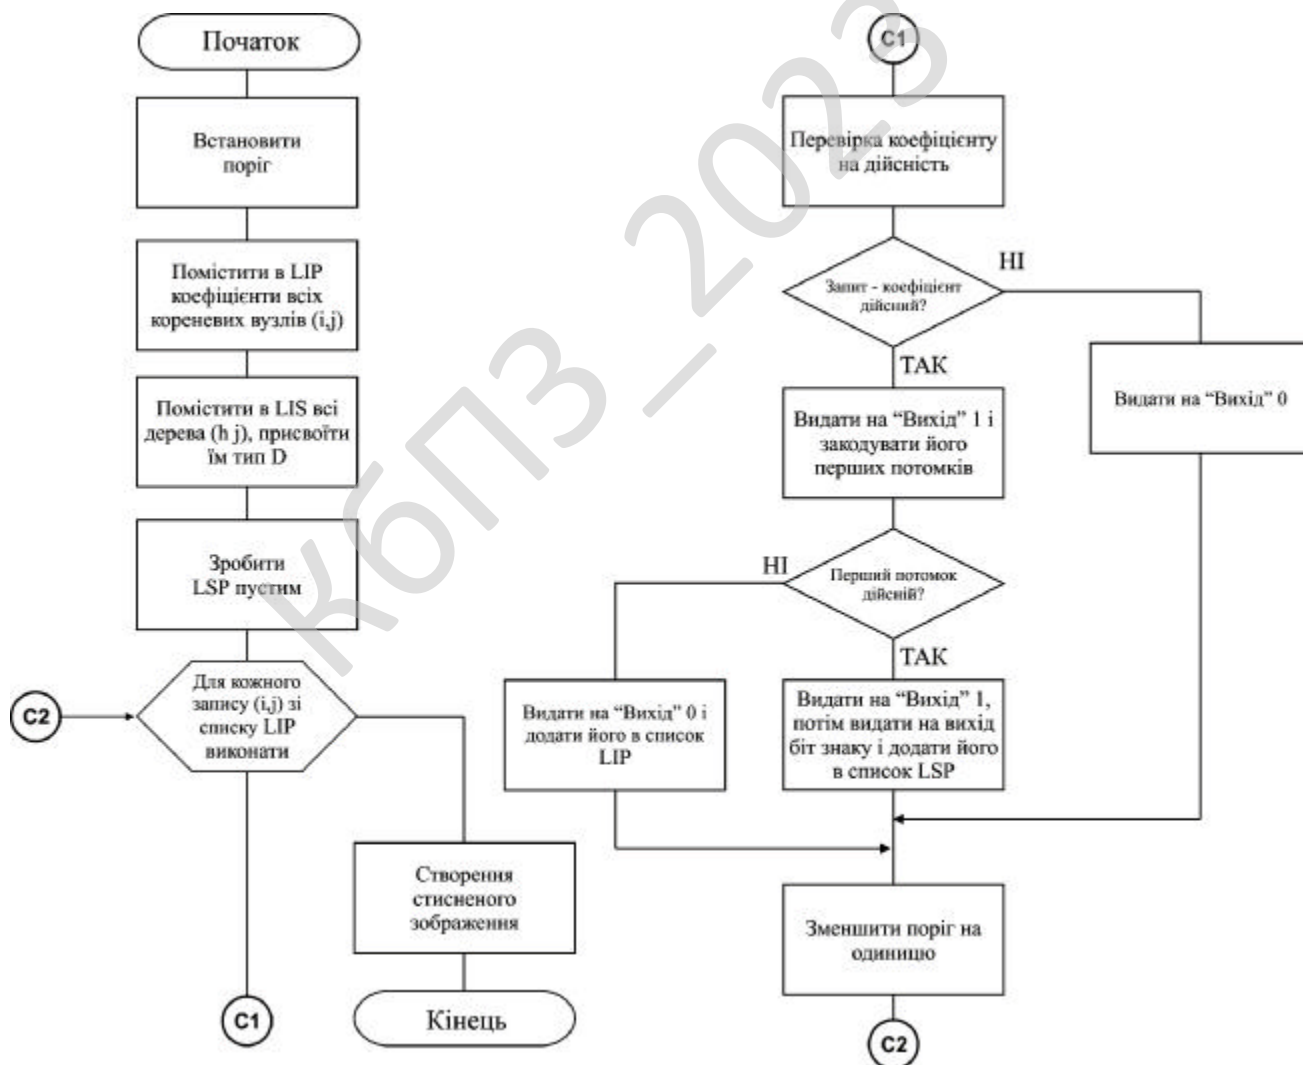 Початок
Встановити
поріг
Помістити в LIP
коефіцієнти всіх
кореневих вузлів (i,j)
Помістити в LIS всі
дерева (h j), присвоїти
їм тип D
Зробити
LSP пустим
C2
Для кожного
запису (i,j) зі
списку LIP
виконати
Створення
стисненого
зображення
C1
Кінець
C1
Перевірка коефіцієнту
на дійсність
Запит - коефіцієнт
дійсний?
НІ
ТАК
Видати на “Вихід” 0
Видати на “Вихід” 1 і
закодувати його
перших потомків
Перший потомок
дійсній?
НІ
ТАК
Видати на “Вихід” 0 і
додати його в список
LIP
Видати на “Вихід” 1,
потім видати на вихід
біт знаку і додати його
в список LSP
Зменшити поріг на
одиницю
C2
КбПЗ_2023